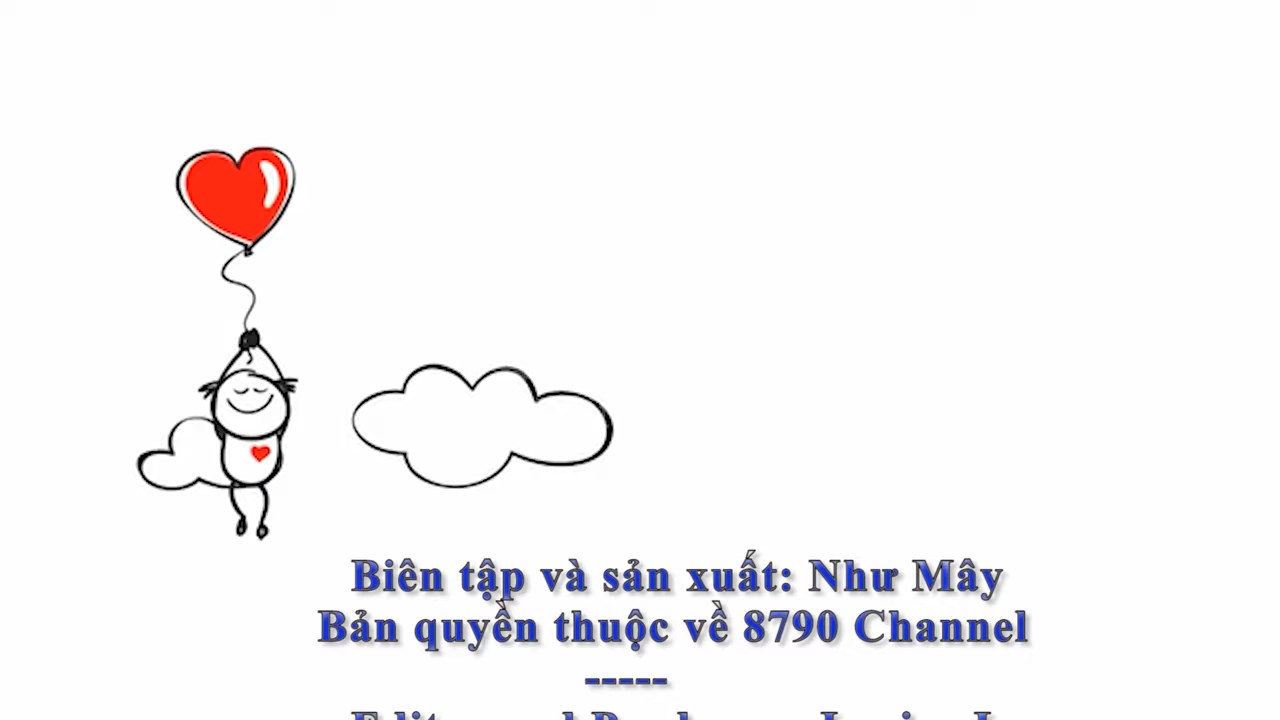 Biên tập và sản xuất: Như Mây
Bản quyền thuộc về 8790 Channel
-----